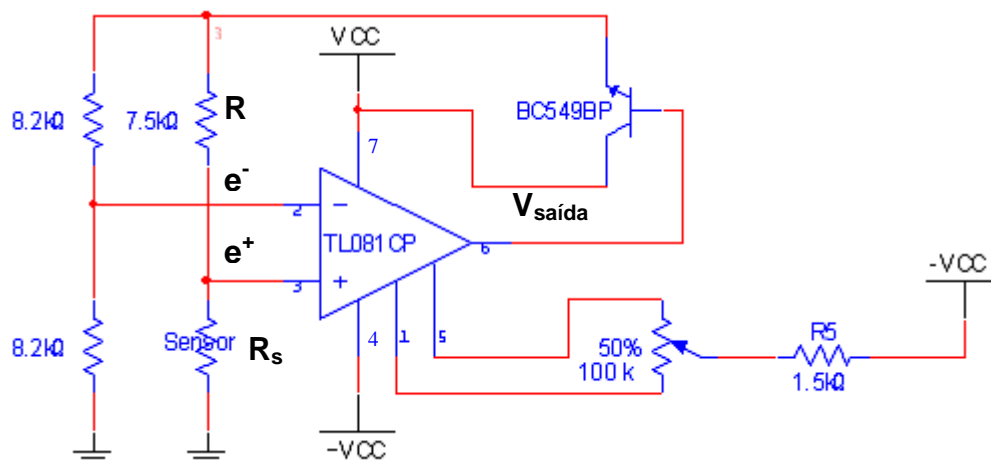 3
VCC
8.2kΩ
7.5kΩ
R
BC549BP
7
e-
2
−
Vsaída
TL081CP
6
e+
3
+
-VCC
8.2kΩ
Sensor
Rs
4
1
5
50%
100 k
R5
1.5kΩ
-VCC